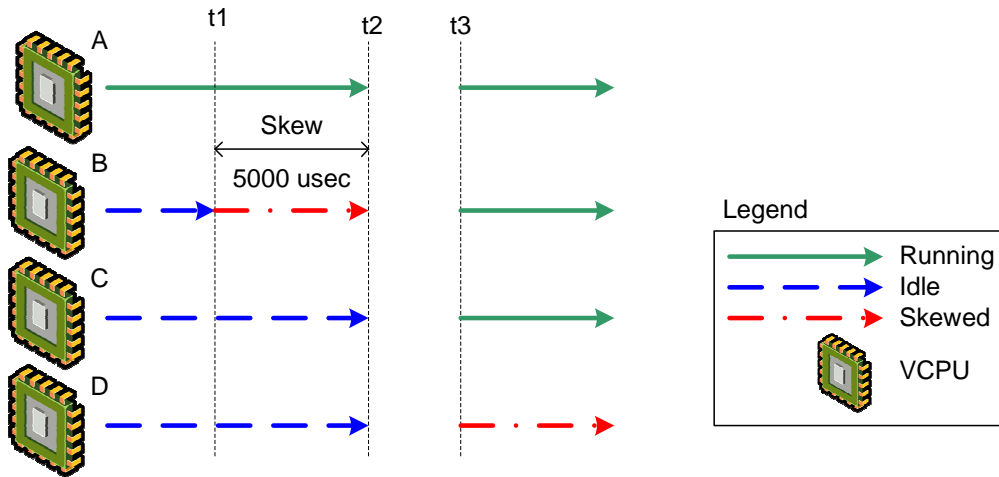 t1
t2
t3
A
Skew
B
5000 usec
C
D
Legend
Running
Idle
Skewed
VCPU